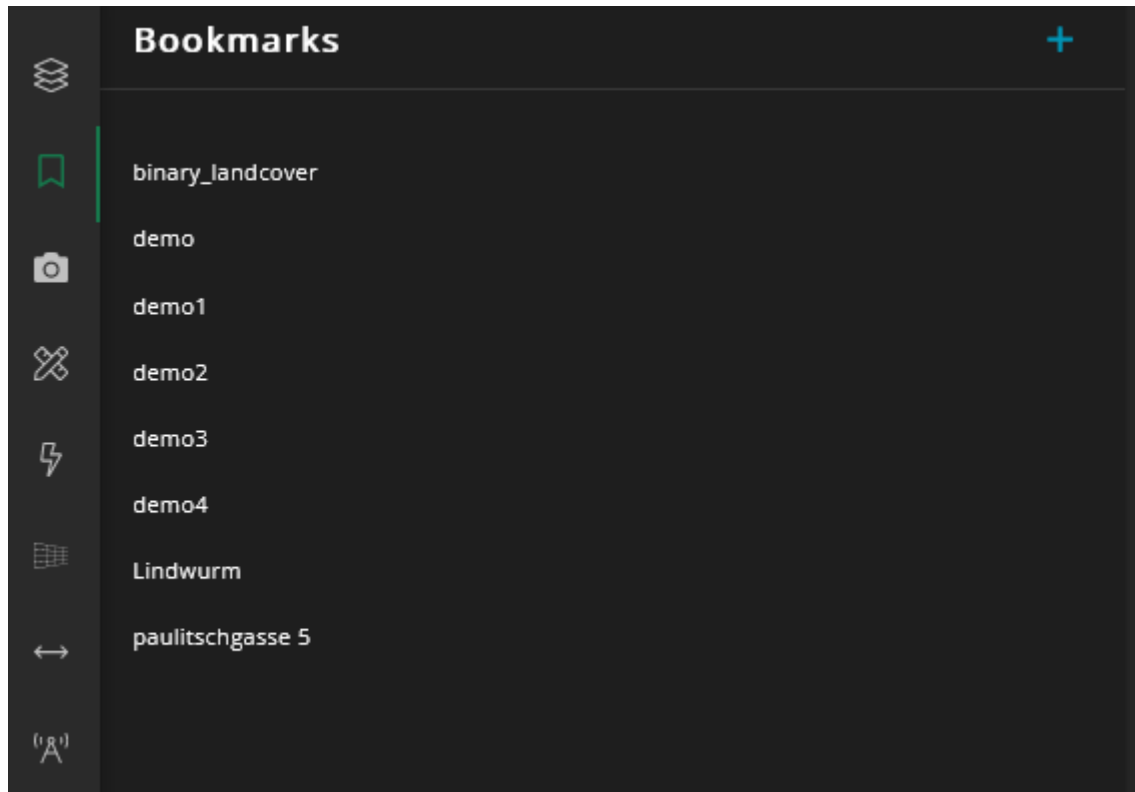 Bookmarks
binary_landcover
demo
demo1
demo2
demo3
demo4
Lindwurm
paulitschgasse 5